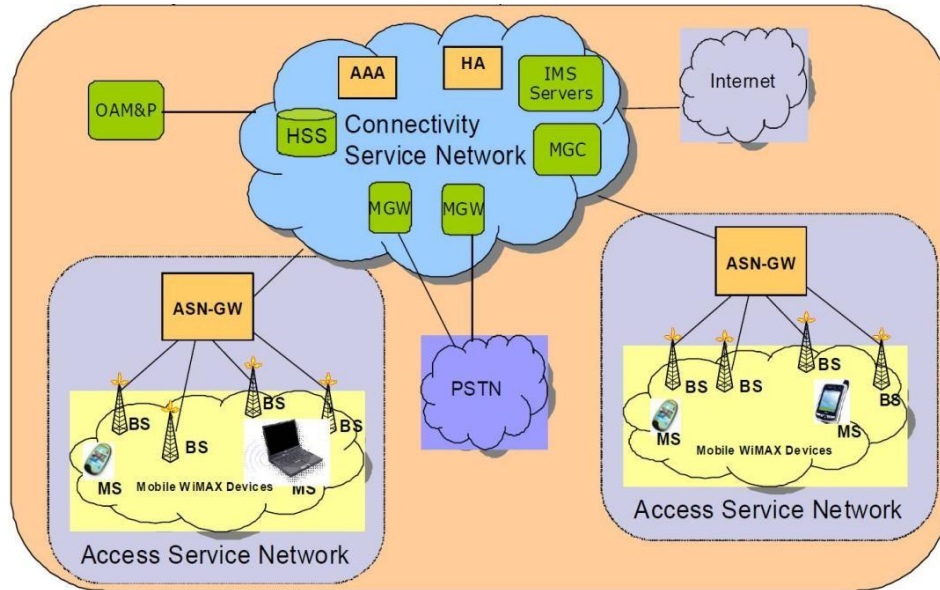 AAA
HA
IMS
Servers
Internet
OAM&P
HSS
Connectivity
Service Network
MGC
MGW
MGW
ASN-GW
ASN-GW
PSTN
BS
BS
BS
BS
MS
Mobile WiMAX Devices
MS
Access Service Network
BS
BS
BS
BS
MS
MS
Mobile WiMAX Devices
Access Service Network